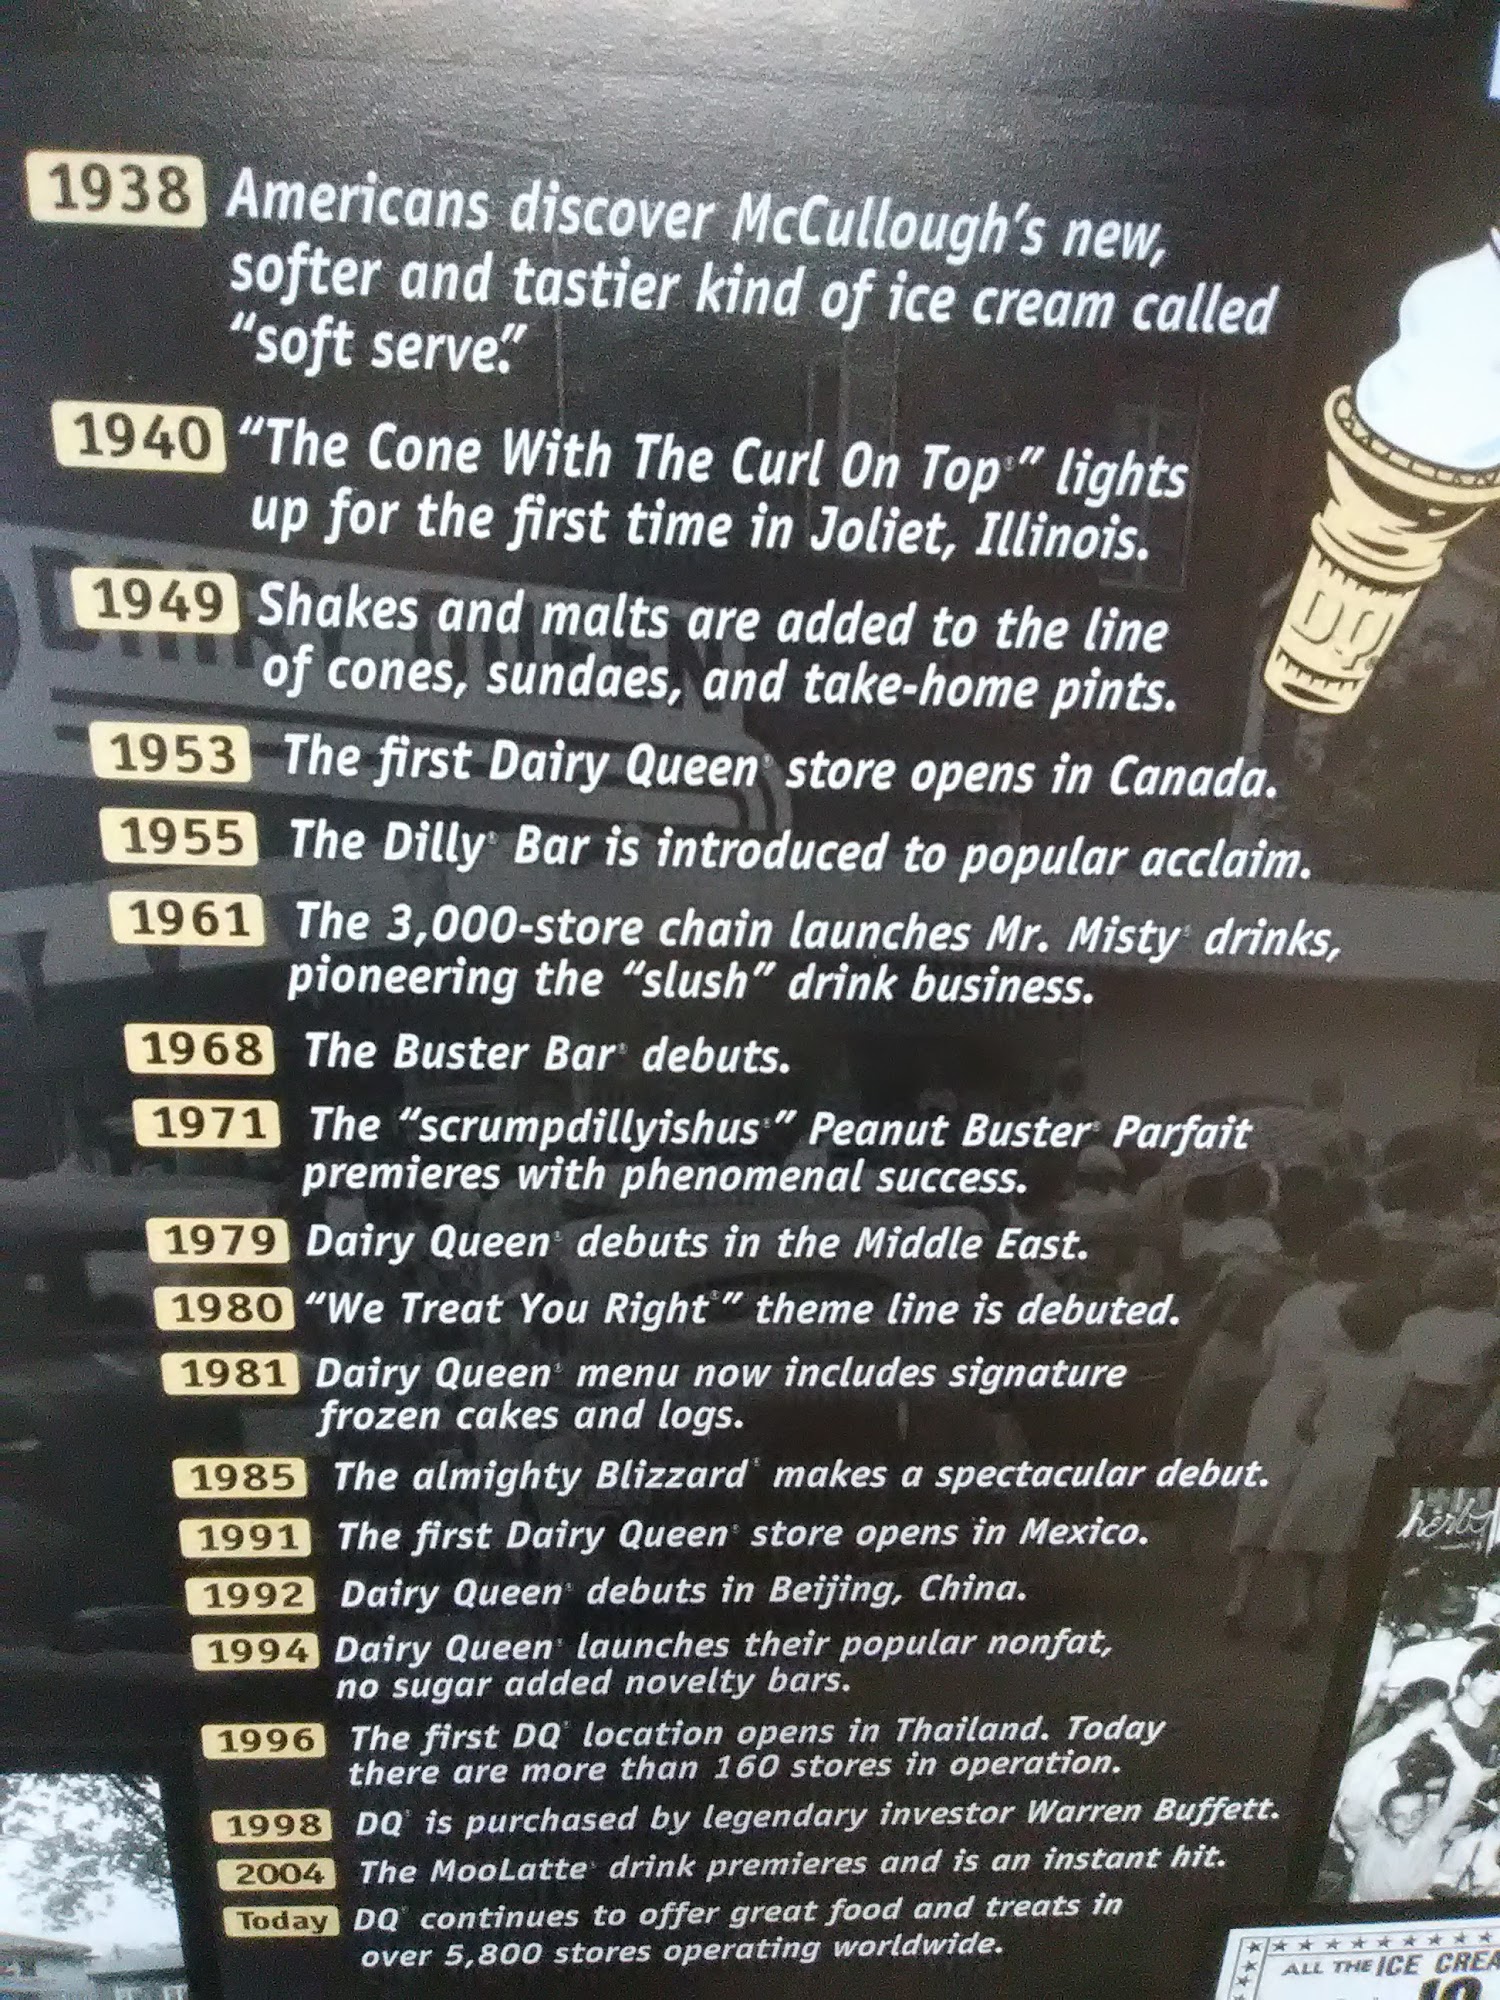 1938 Americans discover McCullough's new,
softer and tastier kind of ice cream called
"soft serve."
1940 "The Cone With The Curl On Top®" lights
up for the first time in Joliet, Illinois.
1949 Shakes and malts are added to the line
of cones, sundaes, and take-home pints.
1953 The first Dairy Queen® store opens in Canada.
1955 The Dilly® Bar is introduced to popular acclaim.
1961 The 3,000-store chain launches Mr. Misty® drinks,
pioneering the "slush" drink business.
1968 The Buster Bar® debuts.
1971 The "scrumpdillyishus®" Peanut Buster® Parfait
premieres with phenomenal success.
1979 Dairy Queen® debuts in the Middle East.
1980 "We Treat You Right®" theme line is debuted.
1981 Dairy Queen® menu now includes signature
frozen cakes and logs.
1985 The almighty Blizzard® makes a spectacular debut.
1991 The first Dairy Queen® store opens in Mexico.
1992 Dairy Queen® debuts in Beijing, China.
1994 Dairy Queen® launches their popular nonfat,
no sugar added novelty bars.
1996 The first DQ® location opens in Thailand. Today
there are more than 160 stores in operation.
1998 DQ® is purchased by legendary investor Warren Buffett.
2004 The MooLatte® drink premieres and is an instant hit.
Today DQ® continues to offer great food and treats in
over 5,800 stores operating worldwide.
DAIRY QUEEN
DQ
herby
ALL THE ICE CREA
10